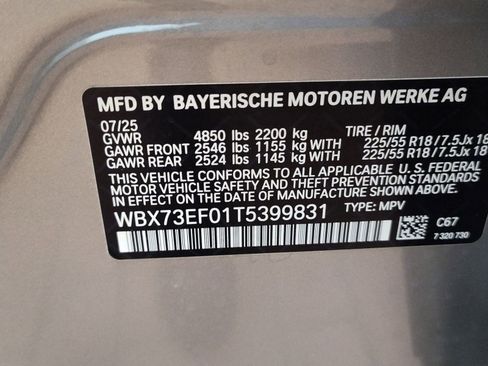 MFD BY BAYERISCHE MOTOREN WERKE AG
07/25
GVWR 4850 lbs 2200 kg TIRE / RIM
GAWR FRONT 2546 lbs 1155 kg WITH 225/55 R18 / 7.5Jx 18
GAWR REAR 2524 lbs 1145 kg WITH 225/55 R18 / 7.5Jx 18
THIS VEHICLE CONFORMS TO ALL APPLICABLE
FEDERAL MOTOR VEHICLE SAFETY STANDARDS
IN EFFECT ON THE DATE OF MANUFACTURE SHOWN ABOVE.
WBX73EF01T5399831 TYPE: MPV
C67
7 320 730